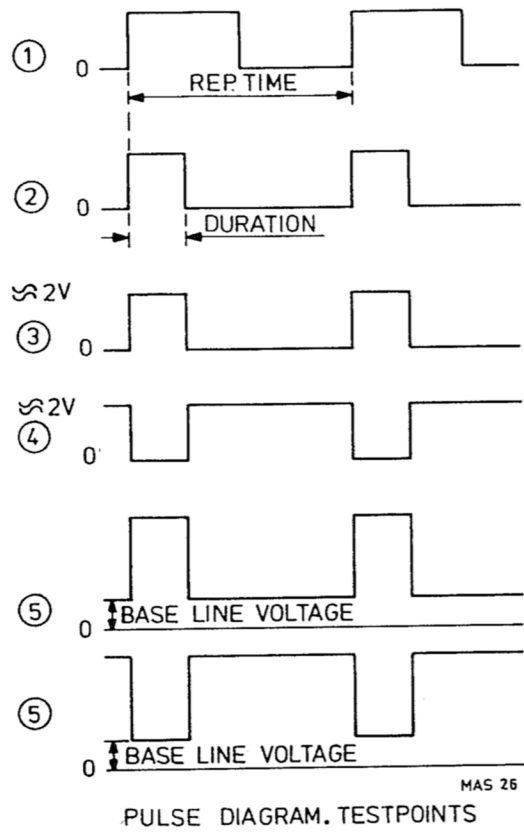 ①
0
REP. TIME
②
0
DURATION
≈ 2V
③
0
≈ 2V
④
0
⑤
BASE LINE VOLTAGE
0
⑤
BASE LINE VOLTAGE
0
MAS 26
PULSE DIAGRAM. TESTPOINTS